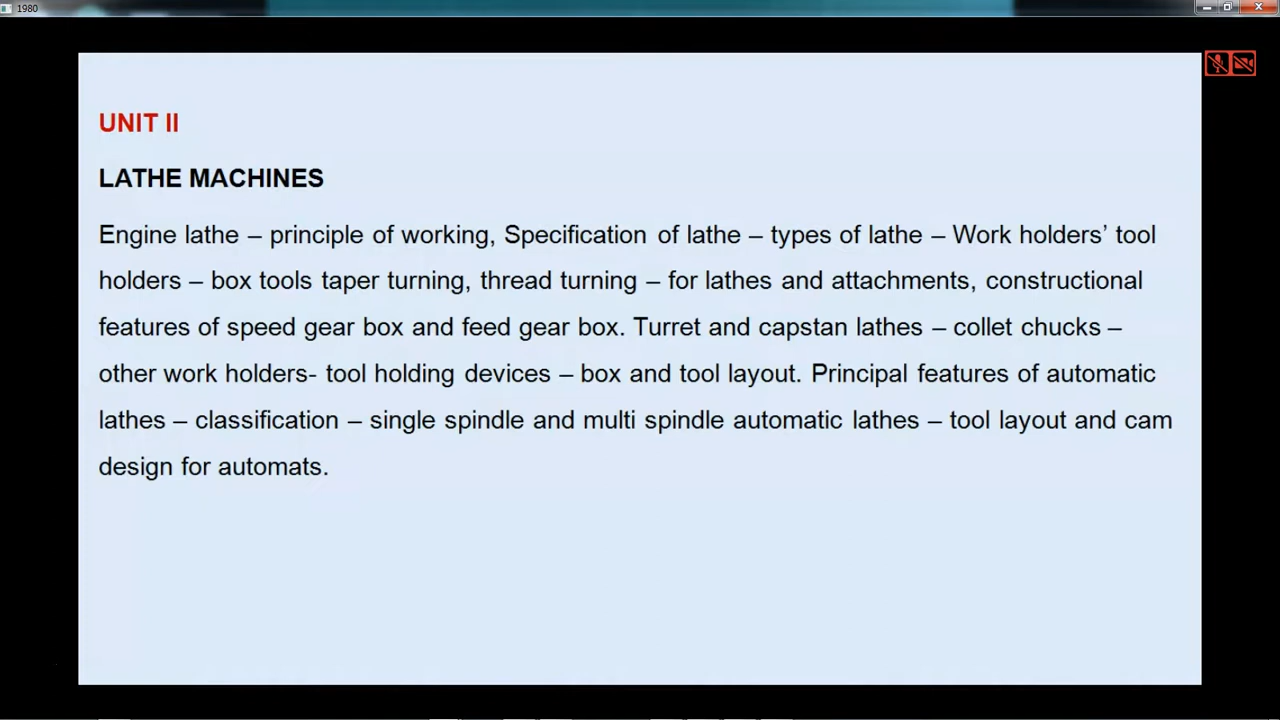 1980
UNIT II
LATHE MACHINES
Engine lathe – principle of working, Specification of lathe – types of lathe – Work holders’ tool
holders – box tools taper turning, thread turning – for lathes and attachments, constructional
features of speed gear box and feed gear box. Turret and capstan lathes – collet chucks –
other work holders- tool holding devices – box and tool layout. Principal features of automatic
lathes – classification – single spindle and multi spindle automatic lathes – tool layout and cam
design for automats.